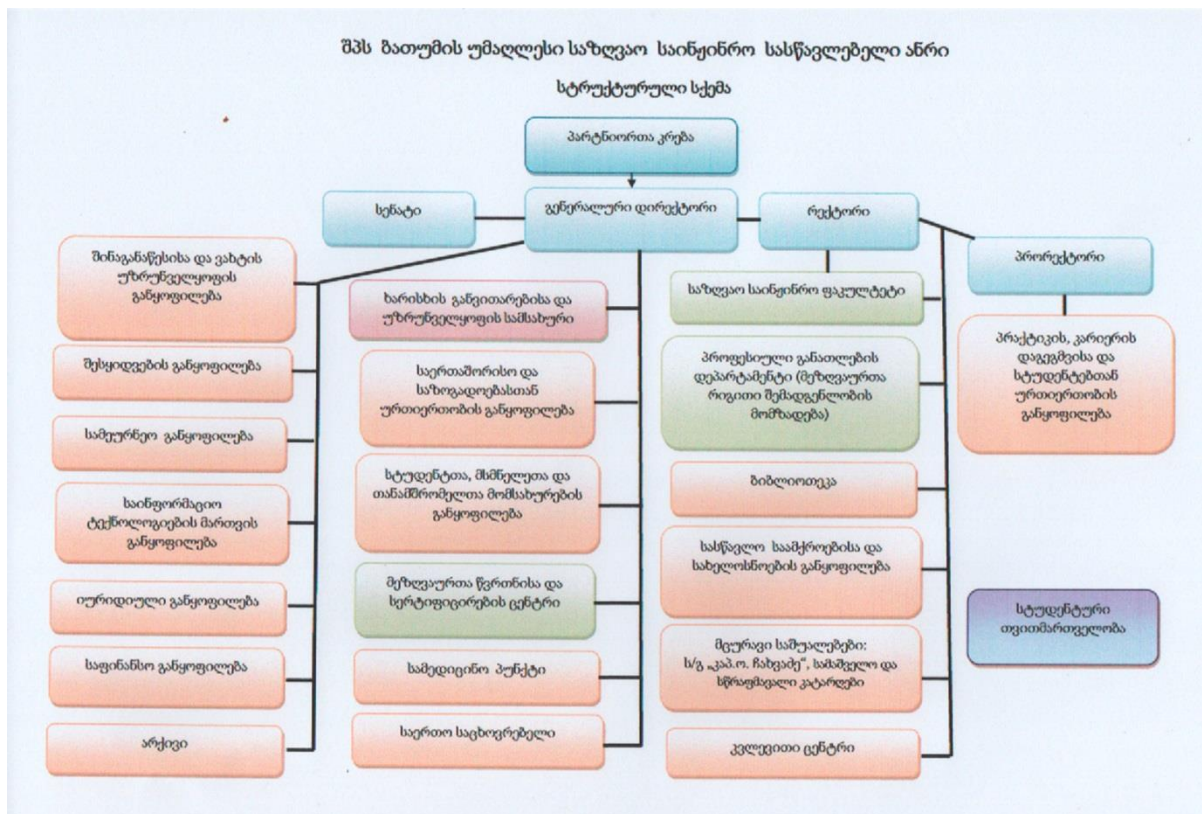 შპს ბათუმის უმაღლესი საზღვაო საინჟინრო სასწავლებელი ანრი
სტრუქტურული სქემა
პარტნიორთა კრება
სენატი
გენერალური დირექტორი
რექტორი
პრორექტორი
შინაგანაწესისა და ვახტის
უზრუნველყოფის
განყოფილება
შესყიდვების განყოფილება
სამეურნეო განყოფილება
საინფორმაციო
ტექნოლოგიების მართვის
განყოფილება
იურიდიული განყოფილება
საფინანსო განყოფილება
არქივი
ხარისხის განვითარებისა და
უზრუნველყოფის სამსახური
საერთაშორისო და
საზოგადოებასთან
ურთიერთობის განყოფილება
სტუდენტთა, მსმნელეთა და
თანამშრომელთა მომსახურების
განყოფილება
მეზღვაურთა წვრთნისა და
სერტიფიცირების ცენტრი
სამედიცინო პუნქტი
საერთო საცხოვრებელი
საზღვაო საინჟინრო ფაკულტეტი
პროფესიული განათლების
დეპარტამენტი (მეზღვაურთა
რიგითი შემადგენლობის
მომზადება)
ბიბლიოთეკა
სასწავლო საამქროებისა და
სახელოსნოების განყოფილება
მცურავი საშუალებები:
ს/გ „კაპ.ო. ჩახვაძე“, სამაშველო და
სწრაფმავალი კატარღები
კვლევითი ცენტრი
პრაქტიკის, კარიერის
დაგეგმვისა და
სტუდენტებთან
ურთიერთობის
განყოფილება
სტუდენტური
თვითმართველობა